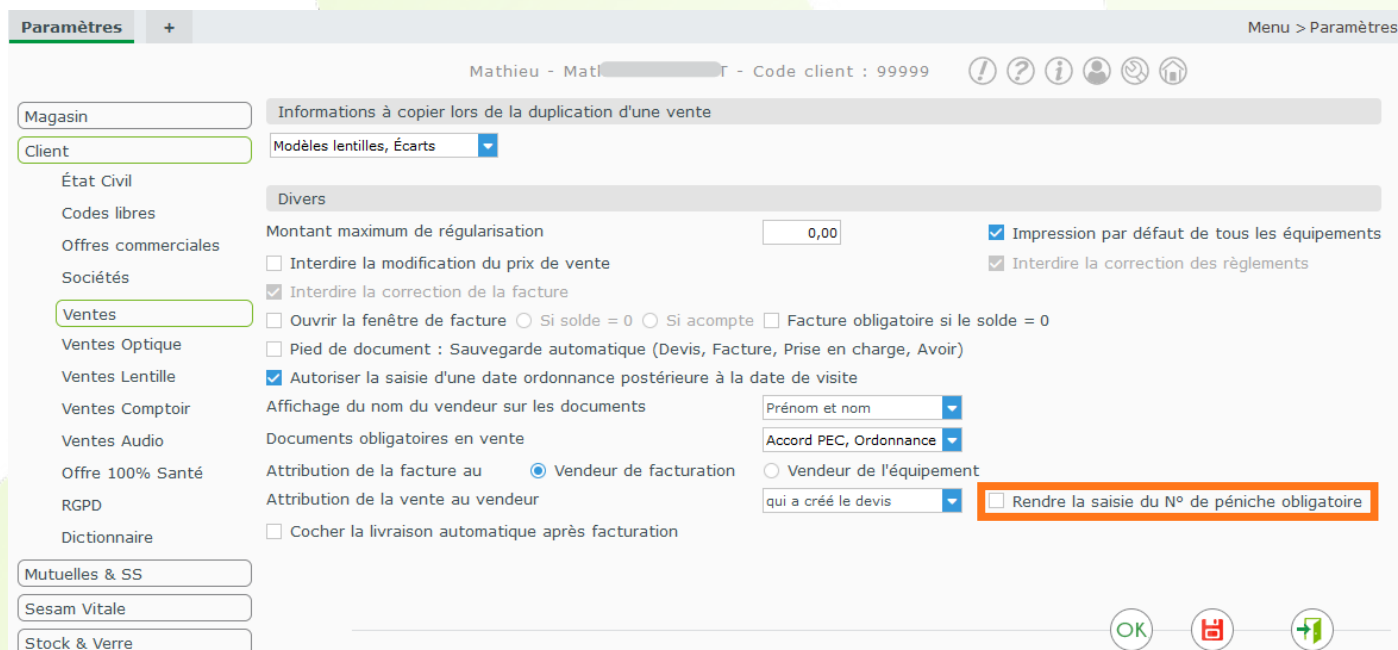 Paramètres + Menu > Paramètres
Mathieu - Mat - Code client : 99999
Magasin
Client
État Civil
Codes libres
Offres commerciales
Sociétés
Ventes
Ventes Optique
Ventes Lentille
Ventes Comptoir
Ventes Audio
Offre 100% Santé
RGPD
Dictionnaire
Mutuelles & SS
Sesam Vitale
Stock & Verre
Informations à copier lors de la duplication d'une vente
Modèles lentilles, Écarts
Divers
Montant maximum de régularisation 0,00 Impression par défaut de tous les équipements
Interdire la modification du prix de vente Interdire la correction des règlements
Interdire la correction de la facture
Ouvrir la fenêtre de facture Si solde = 0 Si acompte Facture obligatoire si le solde = 0
Pied de document : Sauvegarde automatique (Devis, Facture, Prise en charge, Avoir)
Autoriser la saisie d'une date ordonnance postérieure à la date de visite
Affichage du nom du vendeur sur les documents Prénom et nom
Documents obligatoires en vente Accord PEC, Ordonnance
Attribution de la facture au Vendeur de facturation Vendeur de l'équipement
Attribution de la vente au vendeur qui a créé le devis Rendre la saisie du N° de péniche obligatoire
Cocher la livraison automatique après facturation
OK